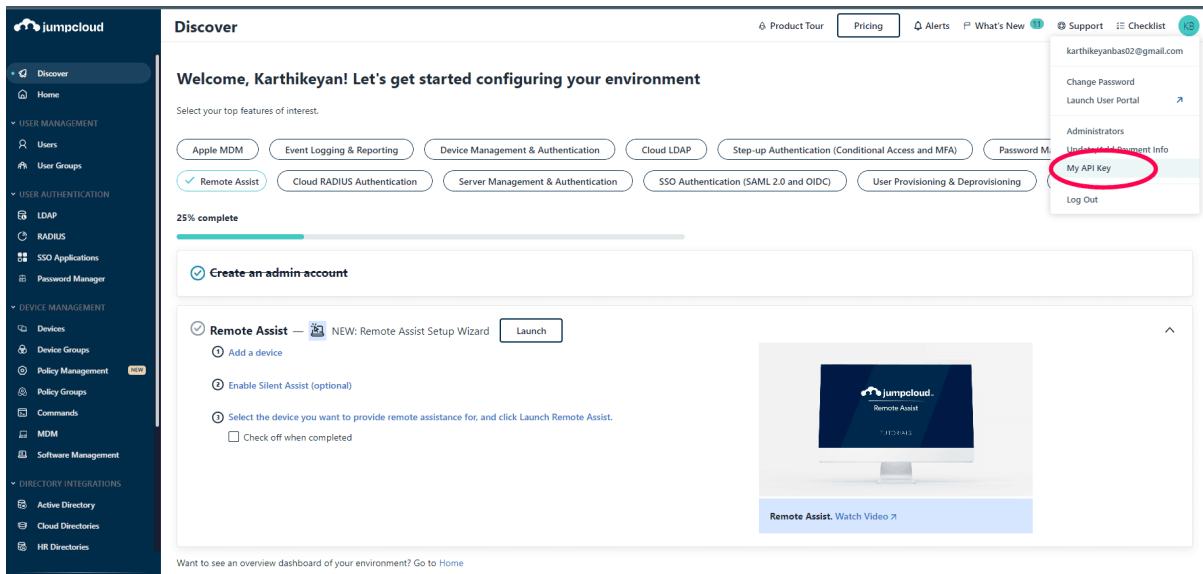 jumpcloud
Discover
Product Tour
Pricing
Alerts
What's New 11
Support
Checklist
KB
karthikeyanbas02@gmail.com
Change Password
Launch User Portal
Administrators
Update/Add Payment Info
My API Key
Log Out
Discover
Home
USER MANAGEMENT
Users
User Groups
USER AUTHENTICATION
LDAP
RADIUS
SSO Applications
Password Manager
DEVICE MANAGEMENT
Devices
Device Groups
Policy Management NEW
Policy Groups
Commands
MDM
Software Management
DIRECTORY INTEGRATIONS
Active Directory
Cloud Directories
HR Directories
Welcome, Karthikeyan! Let's get started configuring your environment
Select your top features of interest.
Apple MDM
Event Logging & Reporting
Device Management & Authentication
Cloud LDAP
Step-up Authentication (Conditional Access and MFA)
Password
Remote Assist
Cloud RADIUS Authentication
Server Management & Authentication
SSO Authentication (SAML 2.0 and OIDC)
User Provisioning & Deprovisioning
25% complete
Create an admin account
Remote Assist — NEW: Remote Assist Setup Wizard Launch
1 Add a device
2 Enable Silent Assist (optional)
3 Select the device you want to provide remote assistance for, and click Launch Remote Assist.
Check off when completed
jumpcloud
Remote Assist
TUTORIALS
Remote Assist. Watch Video
Want to see an overview dashboard of your environment? Go to Home